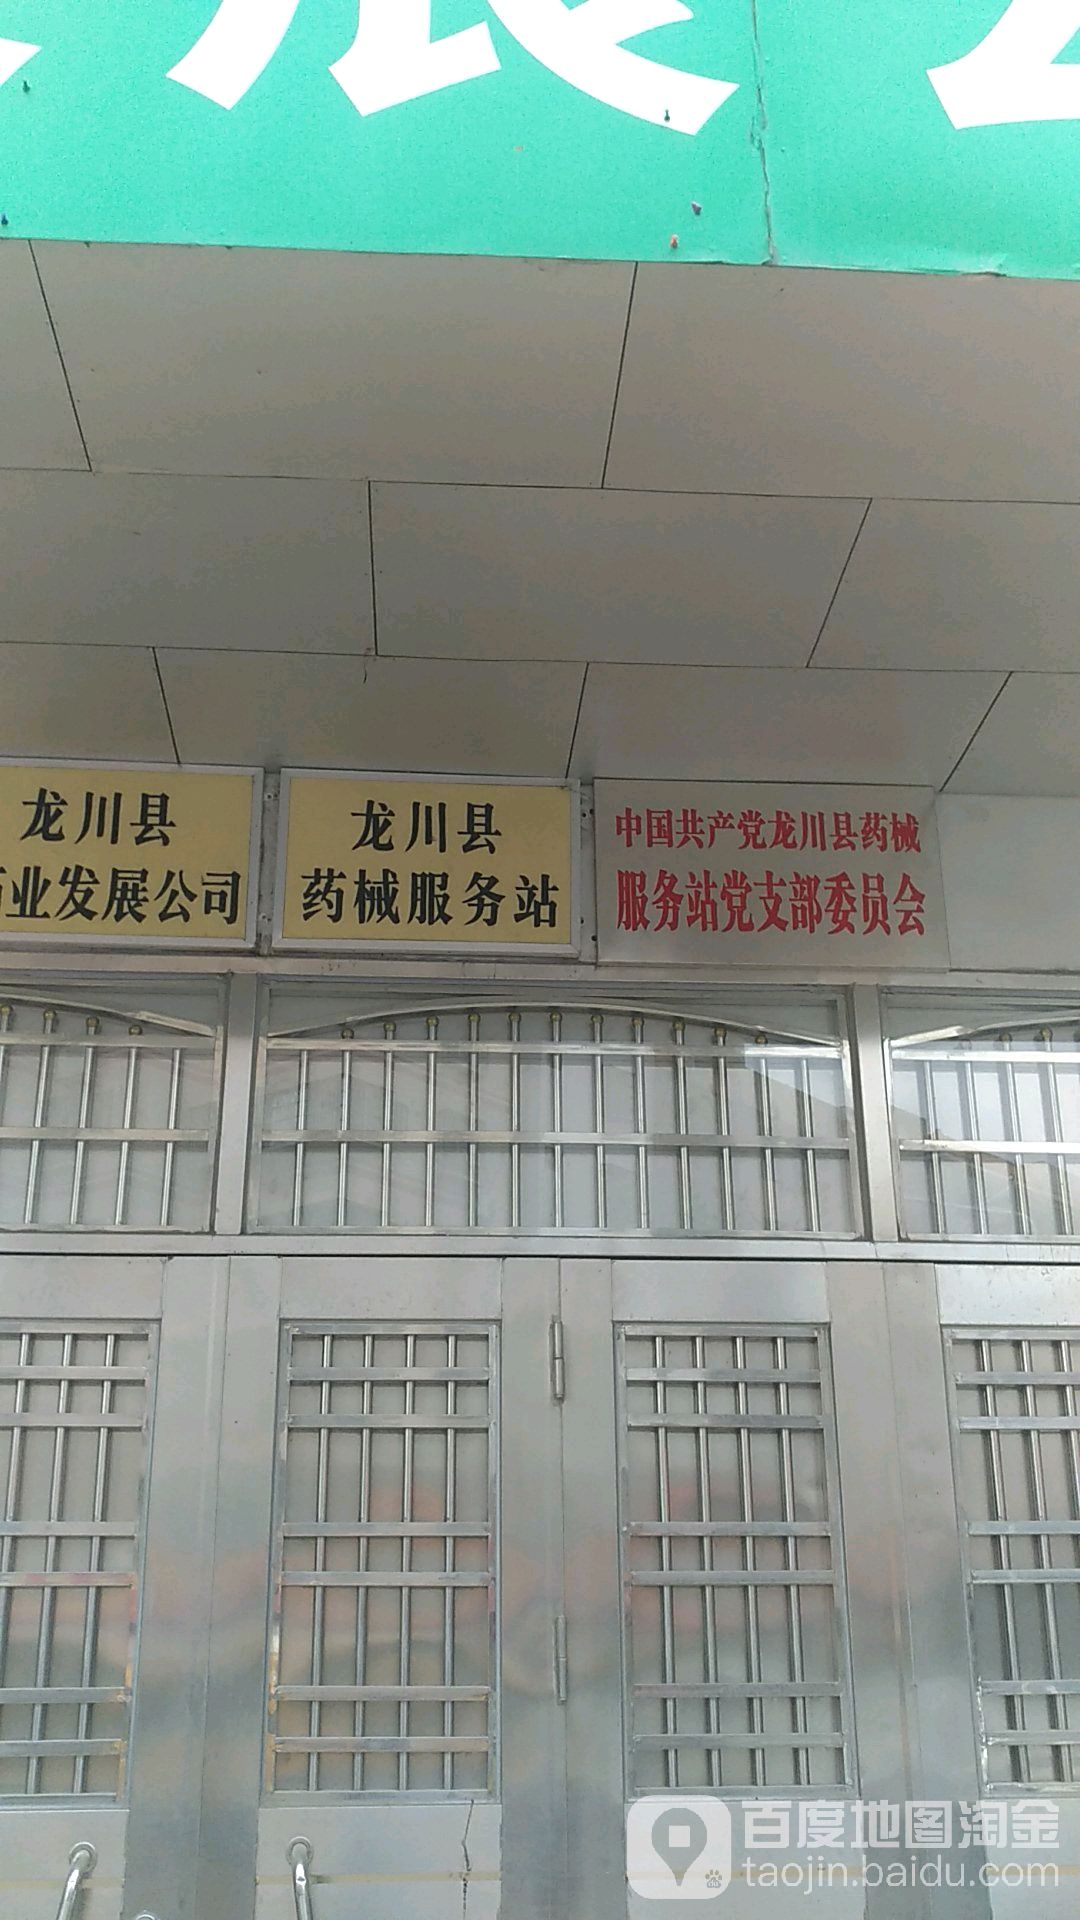 展
龙川县
业发展公司
龙川县
药械服务站
中国共产党龙川县药械
服务站党支部委员会
百度地图淘金
taojin.baidu.com